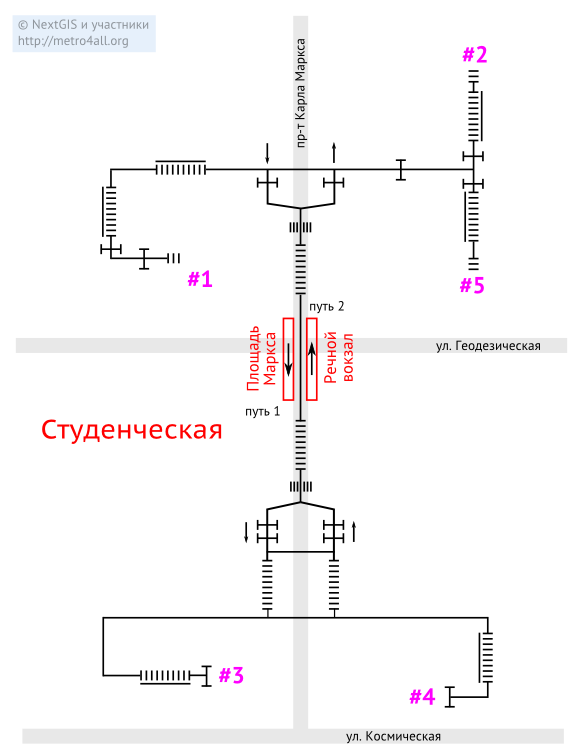 © NextGIS и участники
http://metro4all.org
пр-т Карла Маркса
#2
#1
#5
путь 2
ул. Геодезическая
Площадь
Маркса
Речной
вокзал
путь 1
Студенческая
#3
#4
ул. Космическая